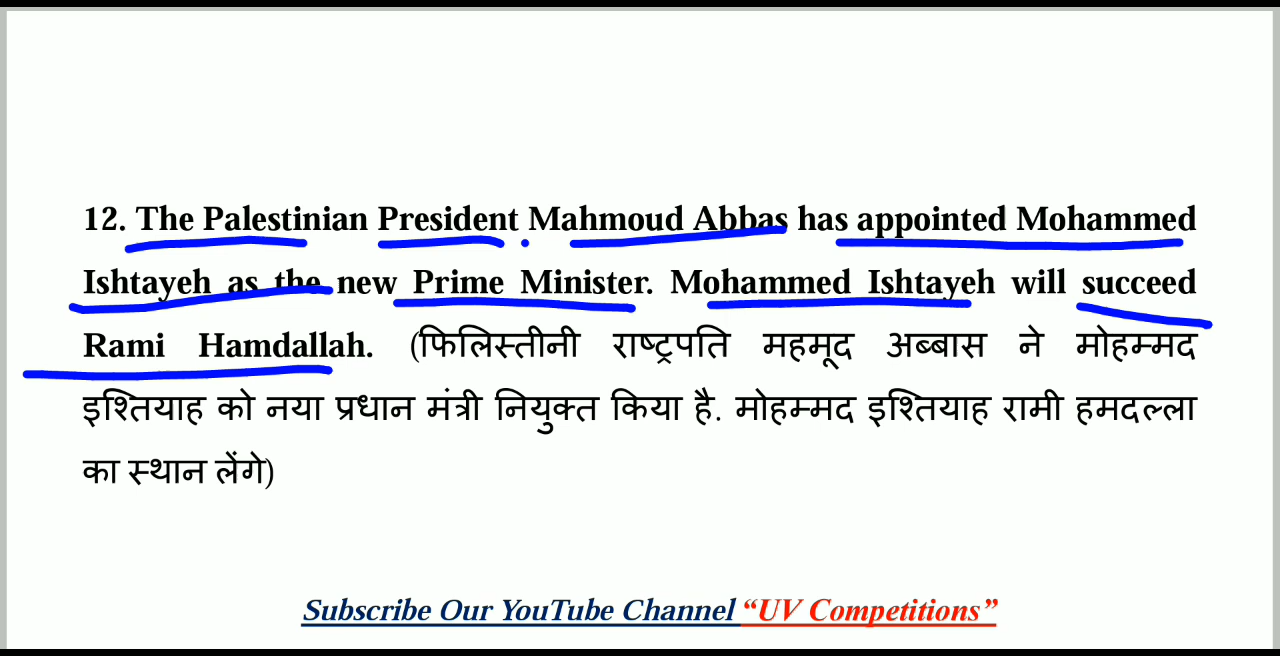 12. The Palestinian President Mahmoud Abbas has appointed Mohammed
Ishtayeh as the new Prime Minister. Mohammed Ishtayeh will succeed
Rami Hamdallah. (फिलिस्तीनी राष्ट्रपति महमूद अब्बास ने मोहम्मद
इश्तियाह को नया प्रधान मंत्री नियुक्त किया है. मोहम्मद इश्तियाह रामी हमदल्ला
का स्थान लेंगे)
Subscribe Our YouTube Channel “UV Competitions”